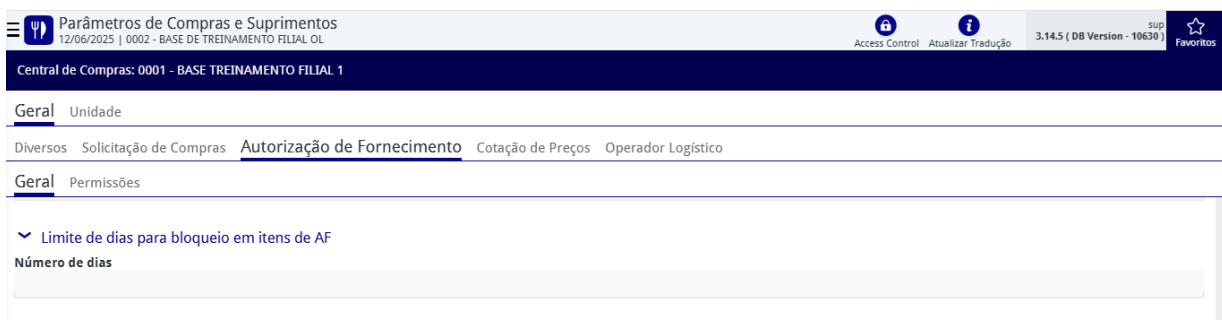 Parâmetros de Compras e Suprimentos
12/06/2025 | 0002 - BASE DE TREINAMENTO FILIAL OL
Access Control
Atualizar Tradução
sup
3.14.5 ( DB Version - 10630 )
Favoritos
Central de Compras: 0001 - BASE TREINAMENTO FILIAL 1
Geral Unidade
Diversos Solicitação de Compras Autorização de Fornecimento Cotação de Preços Operador Logístico
Geral Permissões
Limite de dias para bloqueio em itens de AF
Número de dias